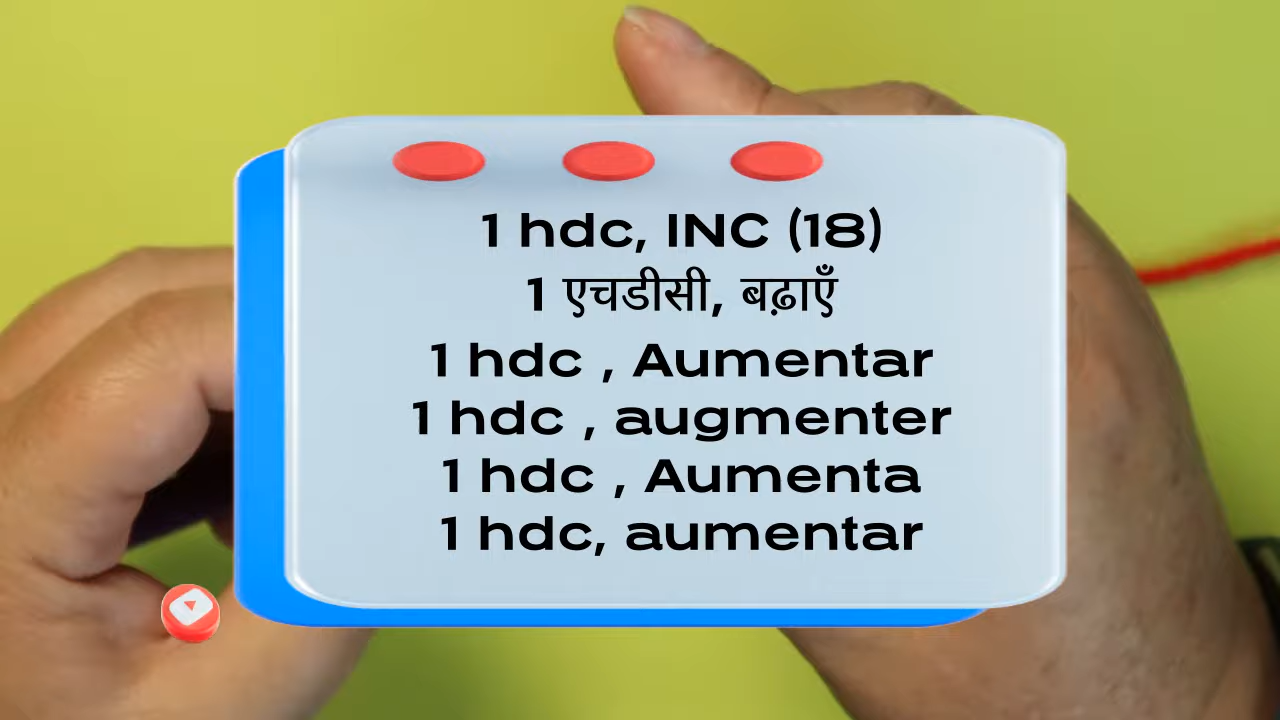 1 hdc, INC (18)
1 एचडीसी, बढ़ाएँ
1 hdc , Aumentar
1 hdc , augmenter
1 hdc , Aumenta
1 hdc, aumentar